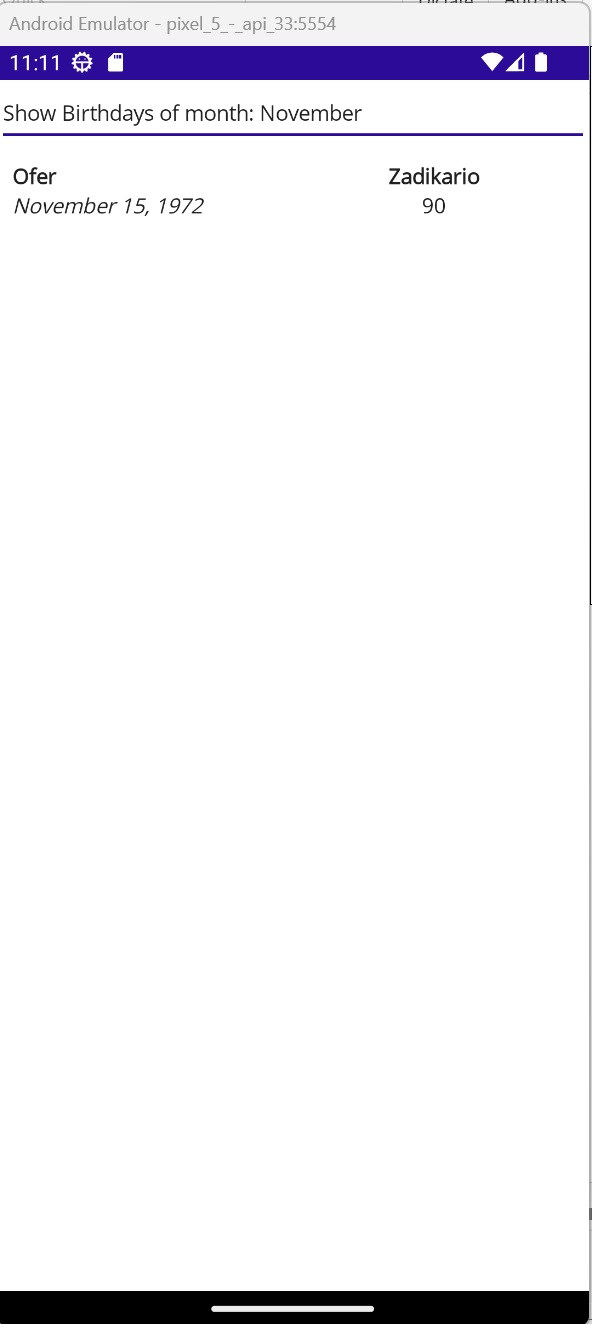 Android Emulator - pixel_5_-_api_33:5554
11:11
Show Birthdays of month: November
Ofer Zadikario
November 15, 1972 90